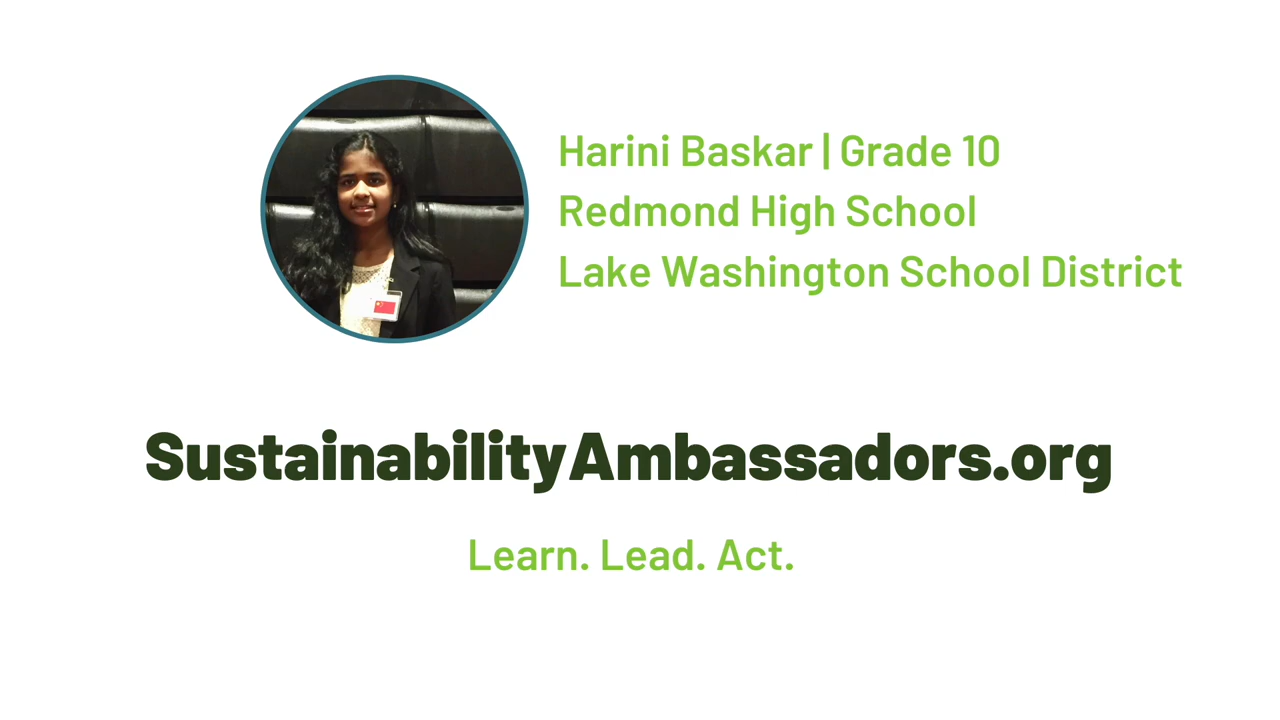 Harini Baskar | Grade 10
Redmond High School
Lake Washington School District
SustainabilityAmbassadors.org
Learn. Lead. Act.